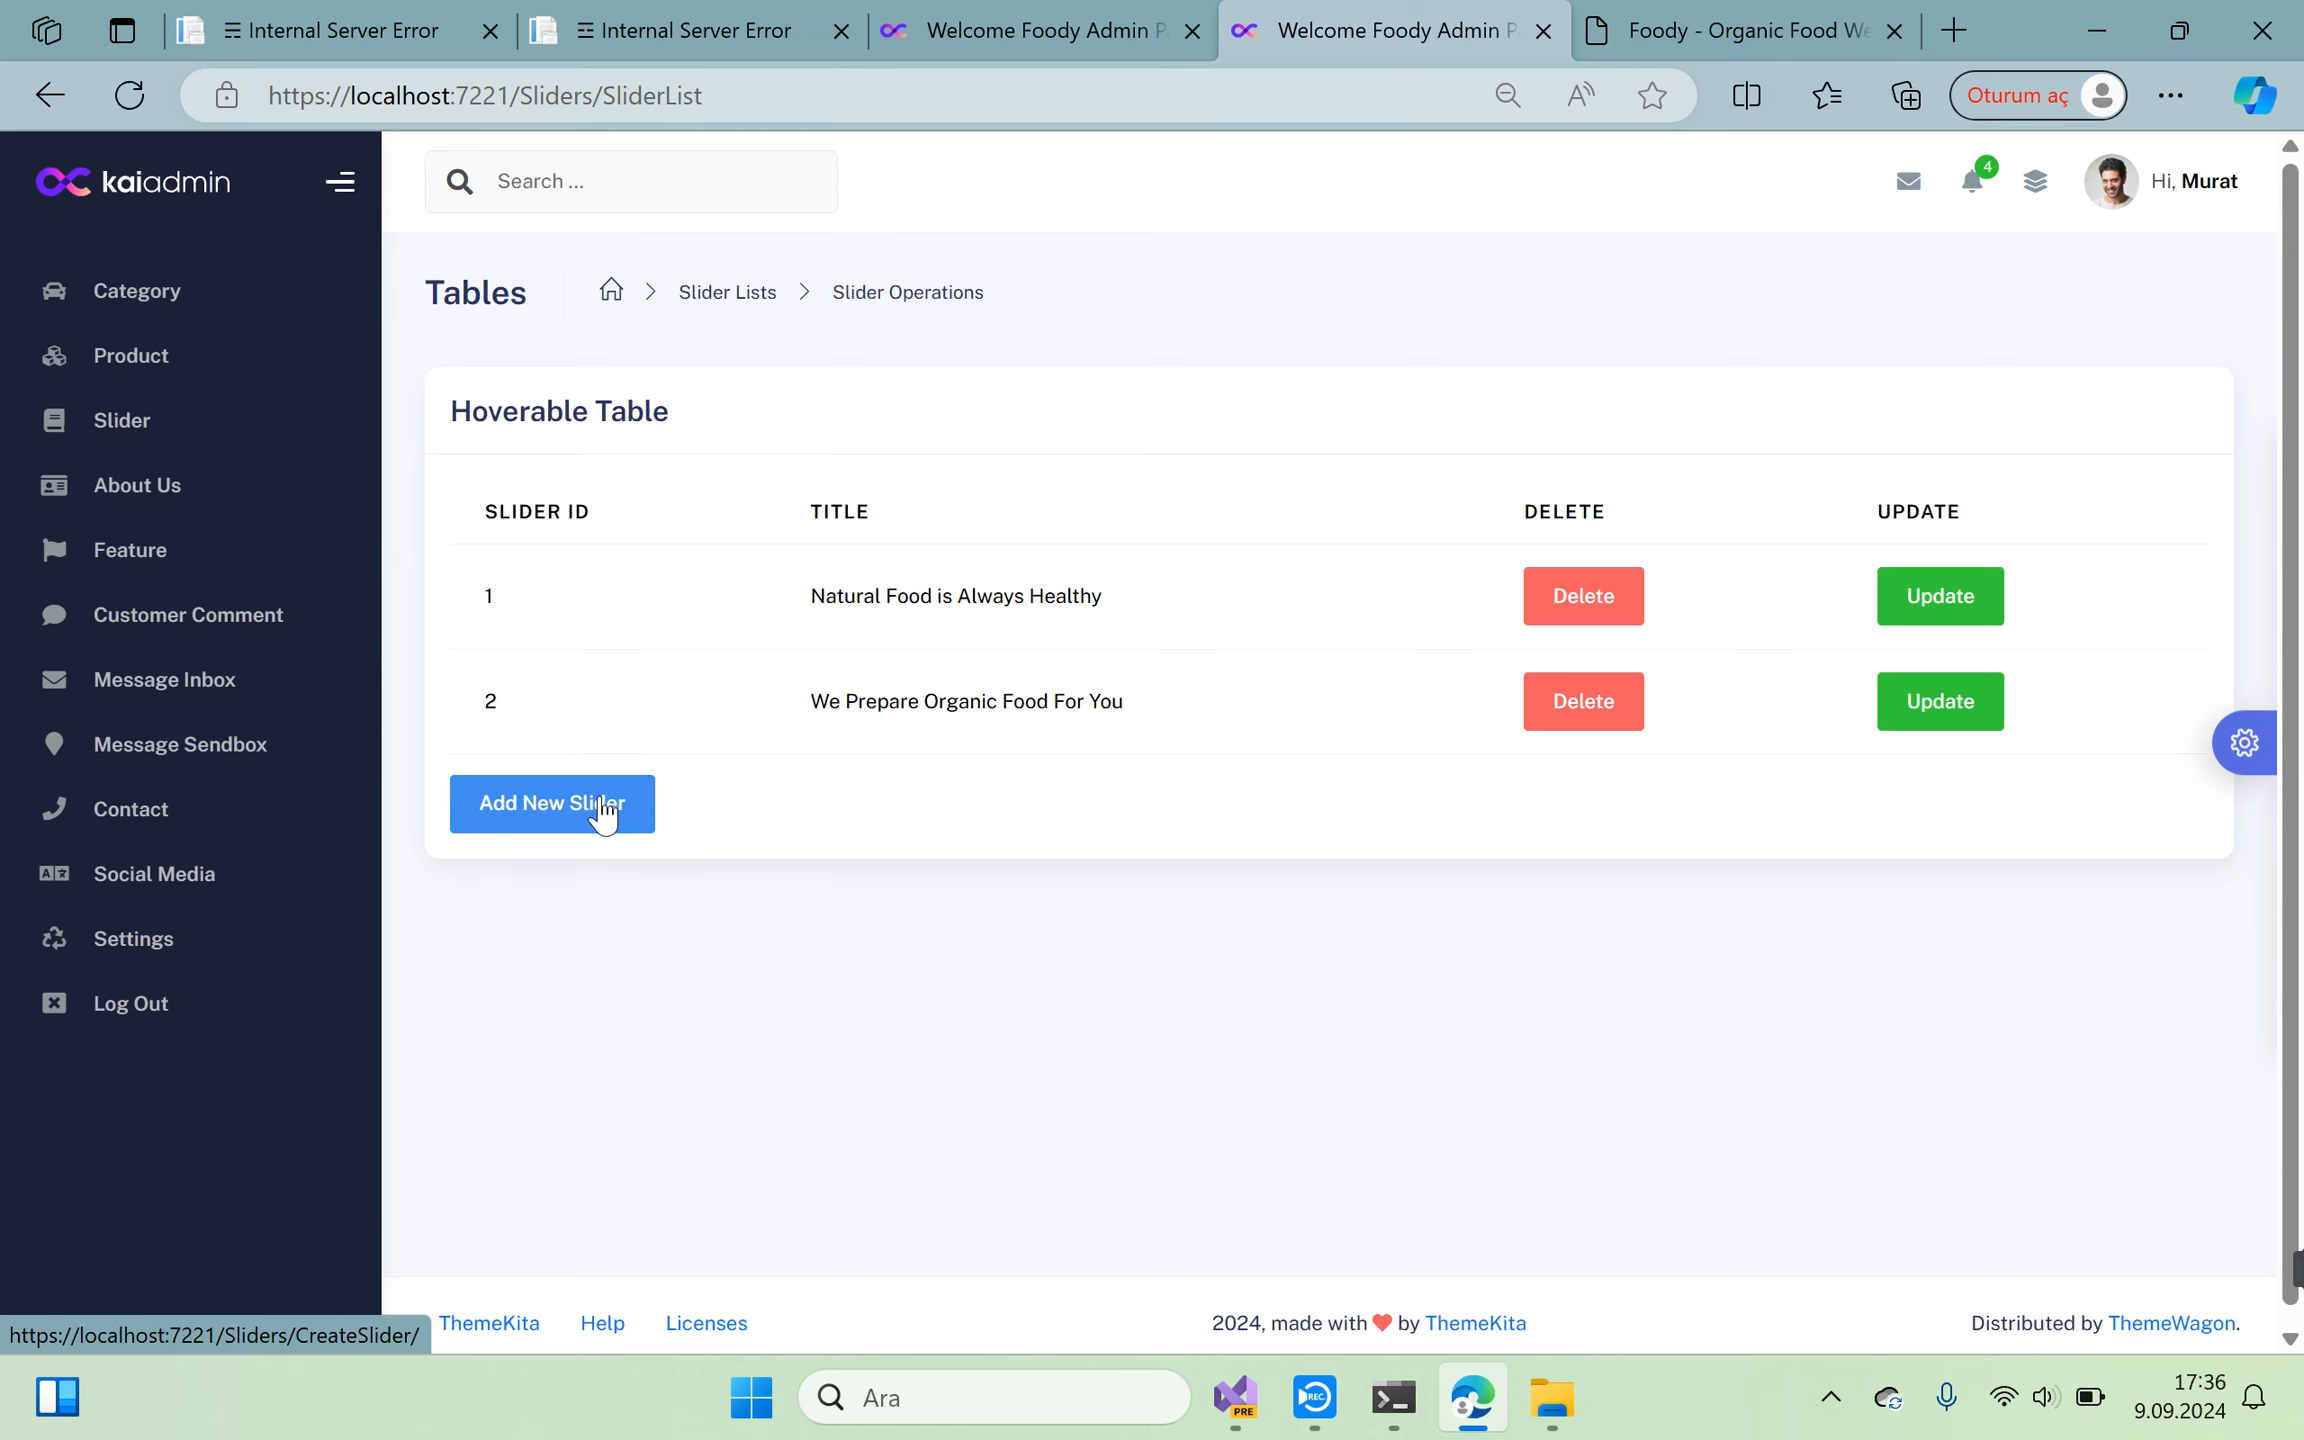 Internal Server Error
Internal Server Error
Welcome Foody Admin P
Welcome Foody Admin P
Foody - Organic Food We
https://localhost:7221/Sliders/SliderList
Oturum aç
kaiadmin
Search ...
4
Hi, Murat
Category
Product
Slider
About Us
Feature
Customer Comment
Message Inbox
Message Sendbox
Contact
Social Media
Settings
Log Out
Tables
Slider Lists
Slider Operations
Hoverable Table
SLIDER ID TITLE DELETE UPDATE
1 Natural Food is Always Healthy Delete Update
2 We Prepare Organic Food For You Delete Update
Add New Slider
https://localhost:7221/Sliders/CreateSlider/
ThemeKita Help Licenses
2024, made with by ThemeKita
Distributed by ThemeWagon.
Ara
PRE
REC.
17:36
9.09.2024